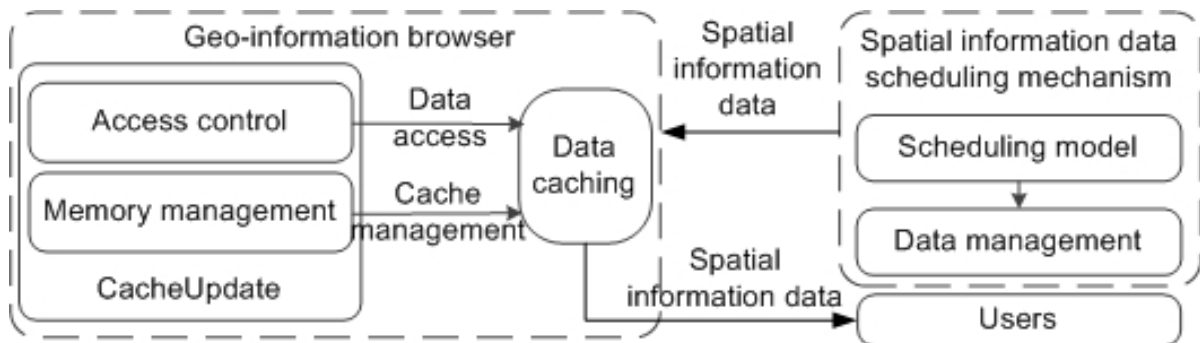 Geo-information browser
Access control
Memory management
CacheUpdate
Data
access
Cache
management
Data
caching
Spatial
information
data
Spatial information data
scheduling mechanism
Scheduling model
Data management
Spatial
information data
Users